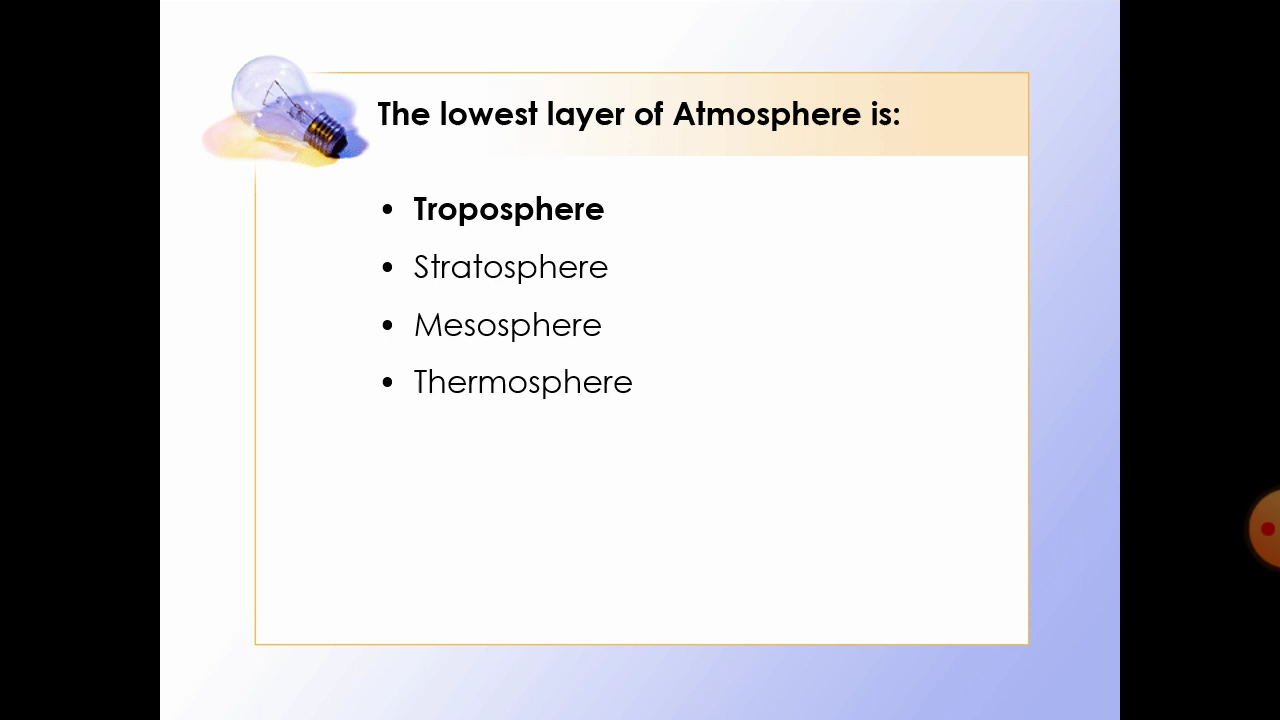 The lowest layer of Atmosphere is:
• Troposphere
• Stratosphere
• Mesosphere
• Thermosphere